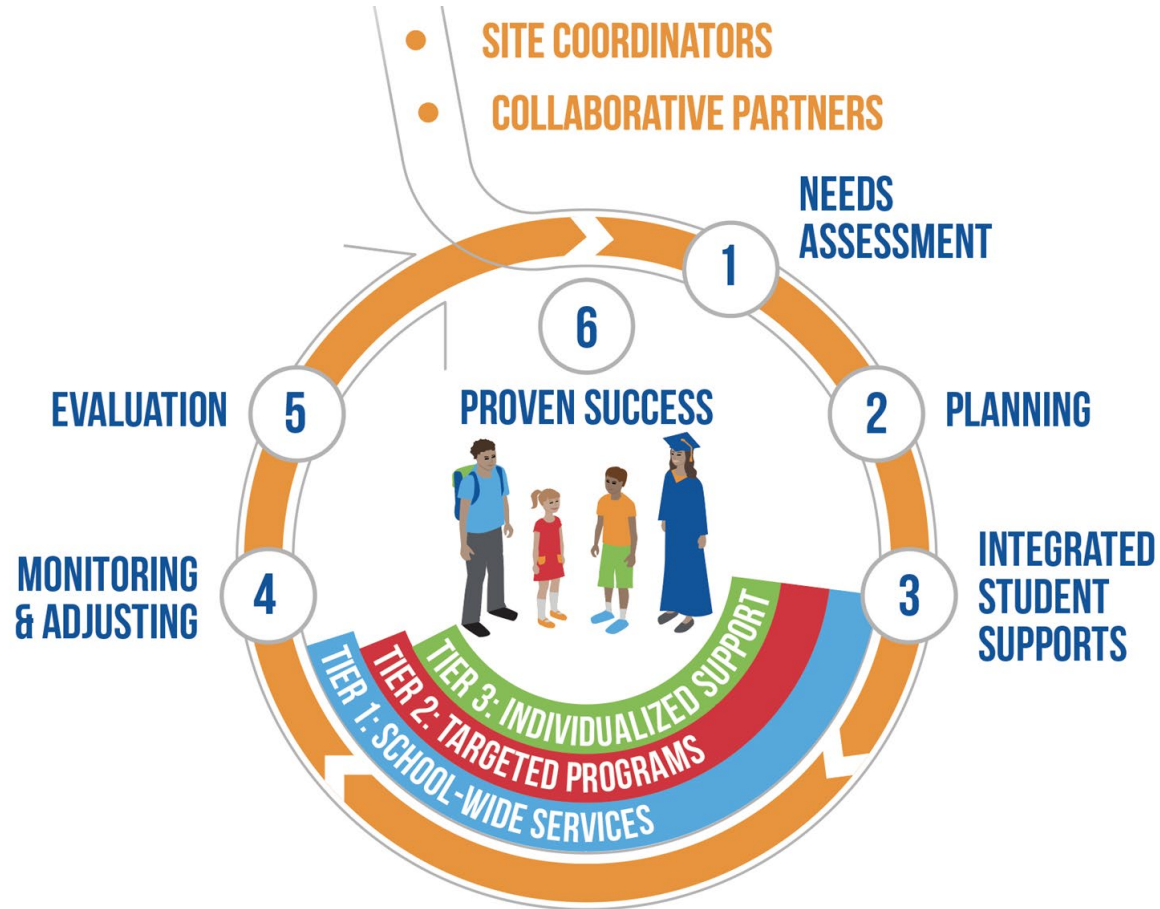 SITE COORDINATORS
COLLABORATIVE PARTNERS
1
NEEDS
ASSESSMENT
2
PLANNING
3
INTEGRATED
STUDENT
SUPPORTS
4
MONITORING
& ADJUSTING
5
EVALUATION
6
PROVEN SUCCESS
TIER 3: INDIVIDUALIZED SUPPORT
TIER 2: TARGETED PROGRAMS
TIER 1: SCHOOL-WIDE SERVICES